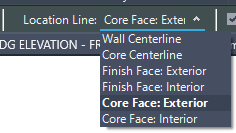 Location Line: Core Face: Exter
Wall Centerline
DG ELEVATION - FR
Core Centerline
Finish Face: Exterior
Finish Face: Interior
Core Face: Exterior
Core Face: Interior